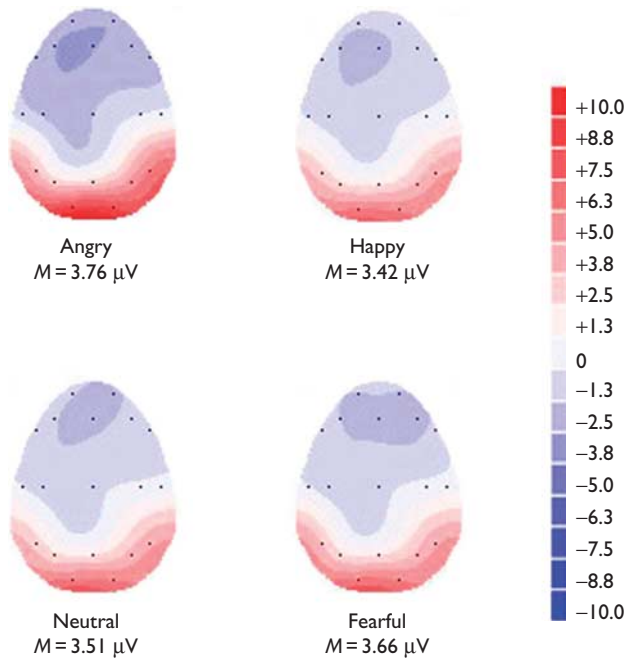 Angry
M = 3.76 μV
Happy
M = 3.42 μV
Neutral
M = 3.51 μV
Fearful
M = 3.66 μV
+10.0
+8.8
+7.5
+6.3
+5.0
+3.8
+2.5
+1.3
0
−1.3
−2.5
−3.8
−5.0
−6.3
−7.5
−8.8
−10.0